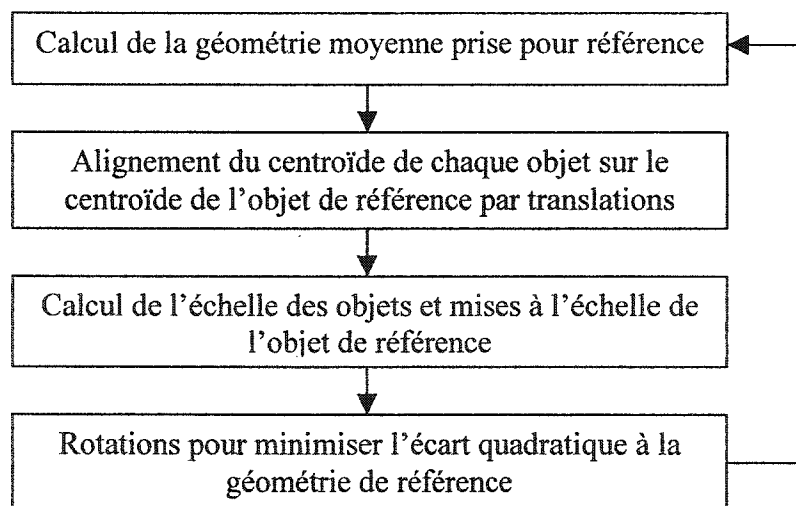 Calcul de la géométrie moyenne prise pour référence
Alignement du centroïde de chaque objet sur le
centroïde de l'objet de référence par translations
Calcul de l'échelle des objets et mises à l'échelle de
l'objet de référence
Rotations pour minimiser l'écart quadratique à la
géométrie de référence